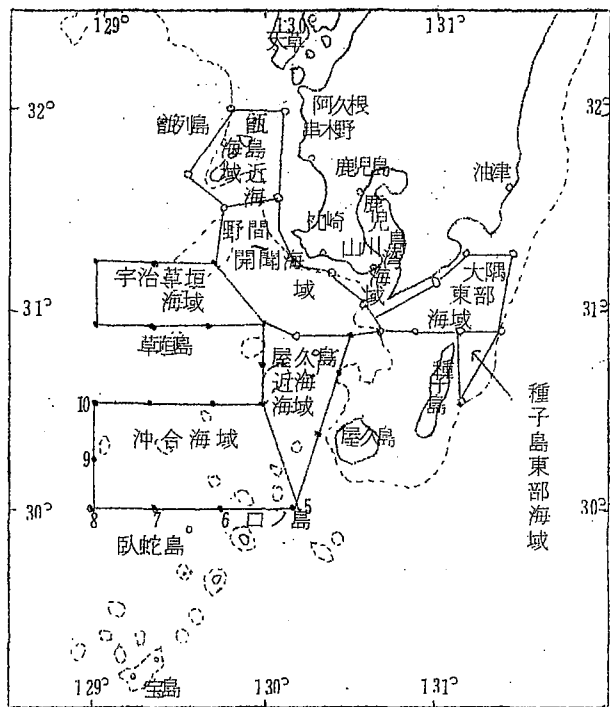 129°
130°
131°
天草
32°
32°
甑列島
甑
海島
域近
海
阿久根
串木野
鹿児島
油津
野間
開聞海
域
枕崎
山川
鹿
児
島
湾
海
域
宇治草垣
海域
31°
31°
大隅
東部
海域
草垣島
屋久島
近海
海域
種
子
島
屋久島
種子島東部海域
10
沖合海域
9
30°
30°
8
7
6
5
口ノ島
臥蛇島
宝島
129°
130°
131°